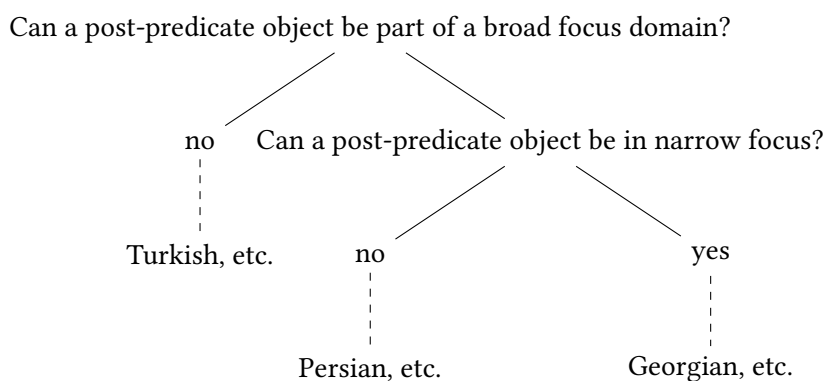 Can a post-predicate object be part of a broad focus domain?
no
Can a post-predicate object be in narrow focus?
Turkish, etc.
no
yes
Persian, etc.
Georgian, etc.